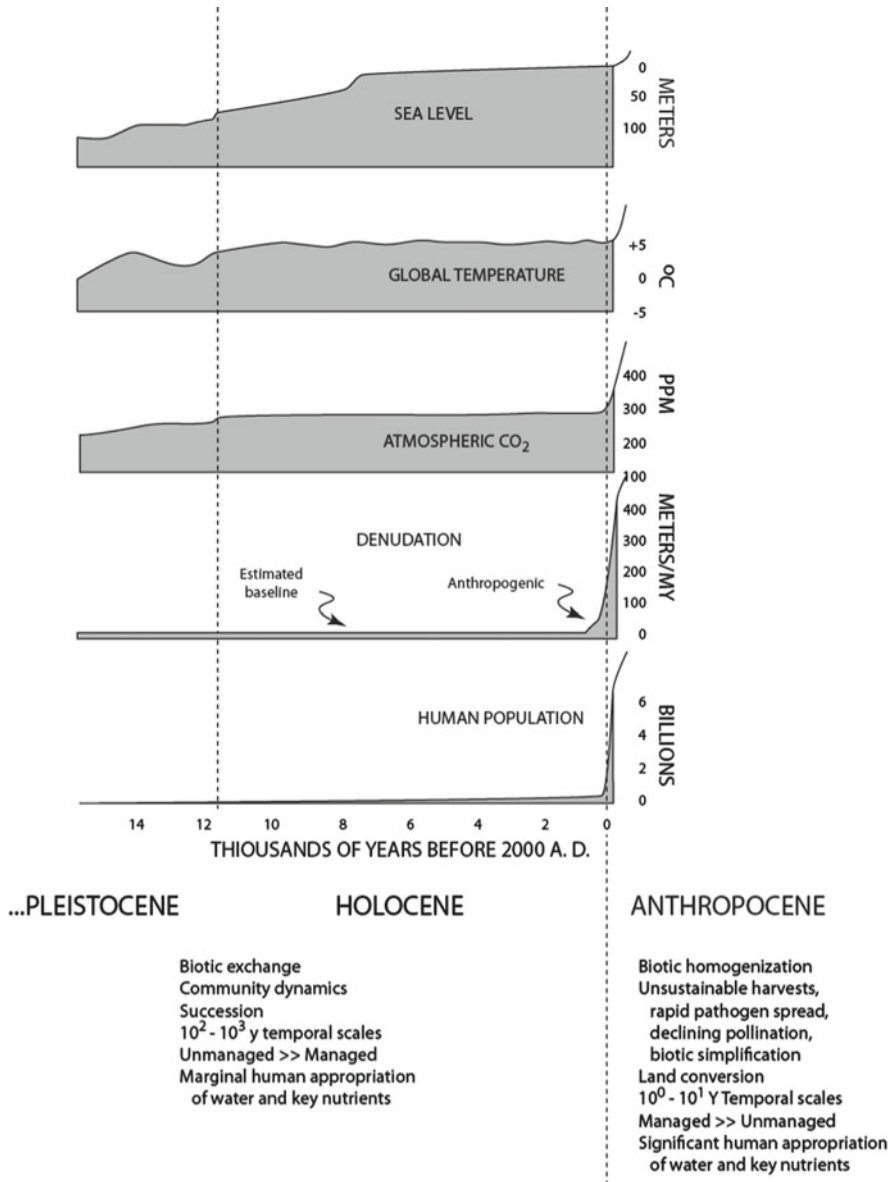 0
50
100
METERS
SEA LEVEL
+5
0
-5
ºC
GLOBAL TEMPERATURE
400
300
200
100
PPM
ATMOSPHERIC CO₂
400
300
200
100
0
METERS/MY
DENUDATION
Estimated
baseline
Anthropogenic
6
4
2
0
BILLIONS
HUMAN POPULATION
14 12 10 8 6 4 2 0
THIOUSANDS OF YEARS BEFORE 2000 A. D.
...PLEISTOCENE HOLOCENE ANTHROPOCENE
Biotic exchange
Community dynamics
Succession
10² - 10³ y temporal scales
Unmanaged >> Managed
Marginal human appropriation
of water and key nutrients
Biotic homogenization
Unsustainable harvests,
rapid pathogen spread,
declining pollination,
biotic simplification
Land conversion
10⁰ - 10¹ Y Temporal scales
Managed >> Unmanaged
Significant human appropriation
of water and key nutrients